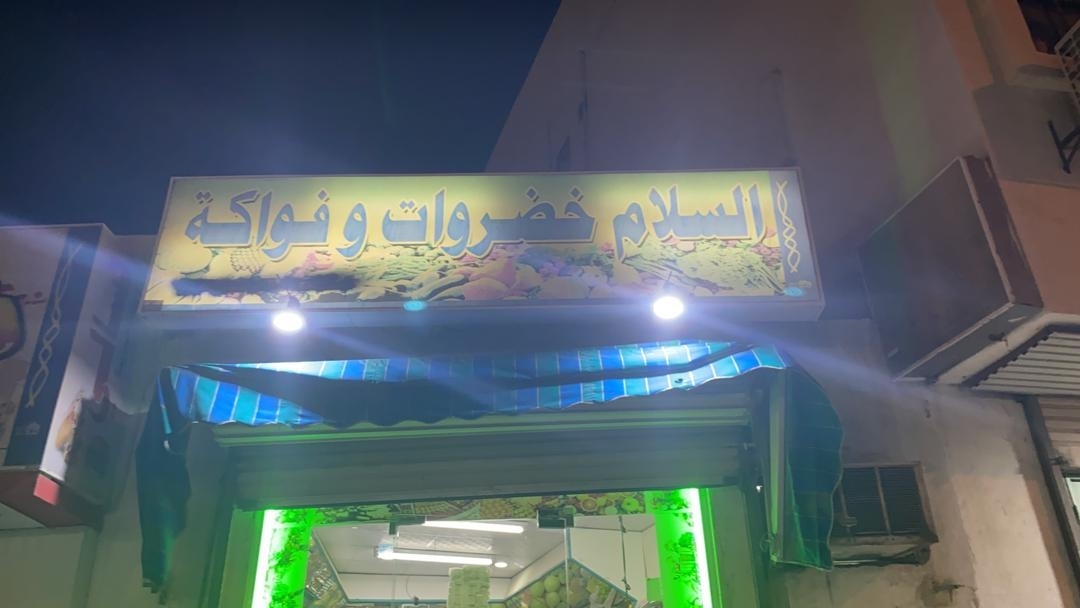 السلام خضروات و فواكة